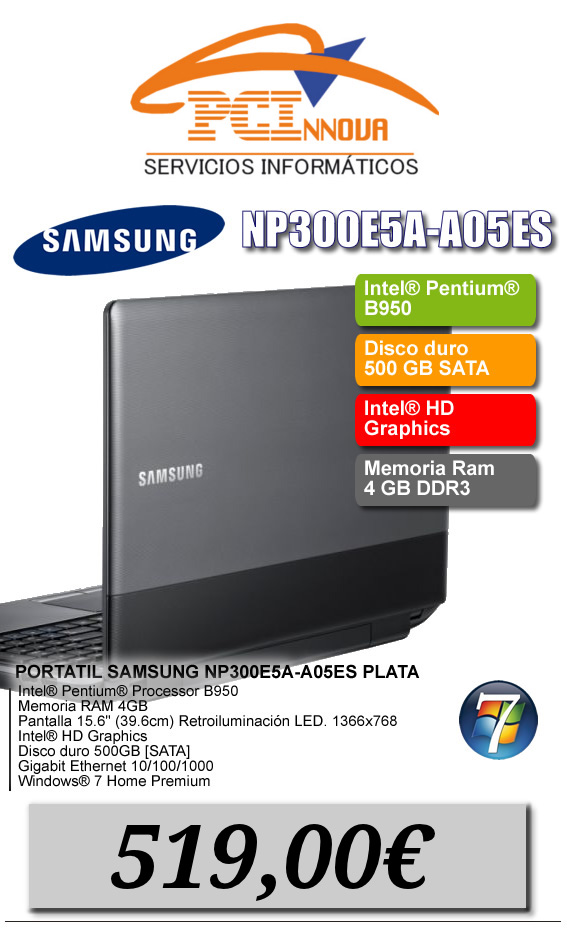 PCINNOVA
SERVICIOS INFORMÁTICOS
SAMSUNG
NP300E5A-A05ES
Intel® Pentium®
B950
Disco duro
500 GB SATA
Intel® HD
Graphics
Memoria Ram
4 GB DDR3
SAMSUNG
PORTATIL SAMSUNG NP300E5A-A05ES PLATA
Intel® Pentium® Processor B950
Memoria RAM 4GB
Pantalla 15.6" (39.6cm) Retroiluminación LED. 1366x768
Intel® HD Graphics
Disco duro 500GB [SATA]
Gigabit Ethernet 10/100/1000
Windows® 7 Home Premium
7
519,00€